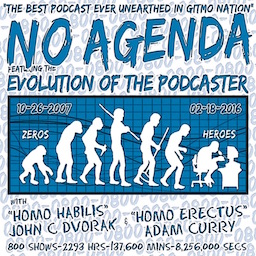 "THE BEST PODCAST EVER UNEARTHED IN GITMO NATION"
NO AGENDA
FEATURING THE
EVOLUTION OF THE PODCASTER
10-26-2007 02-18-2016
ZEROS HEROES
WITH
"HOMO HABILIS" & "HOMO ERECTUS"
JOHN C DVORAK ADAM CURRY
800 SHOWS-2293 HRS-137,600 MINS-8,256,000 SECS